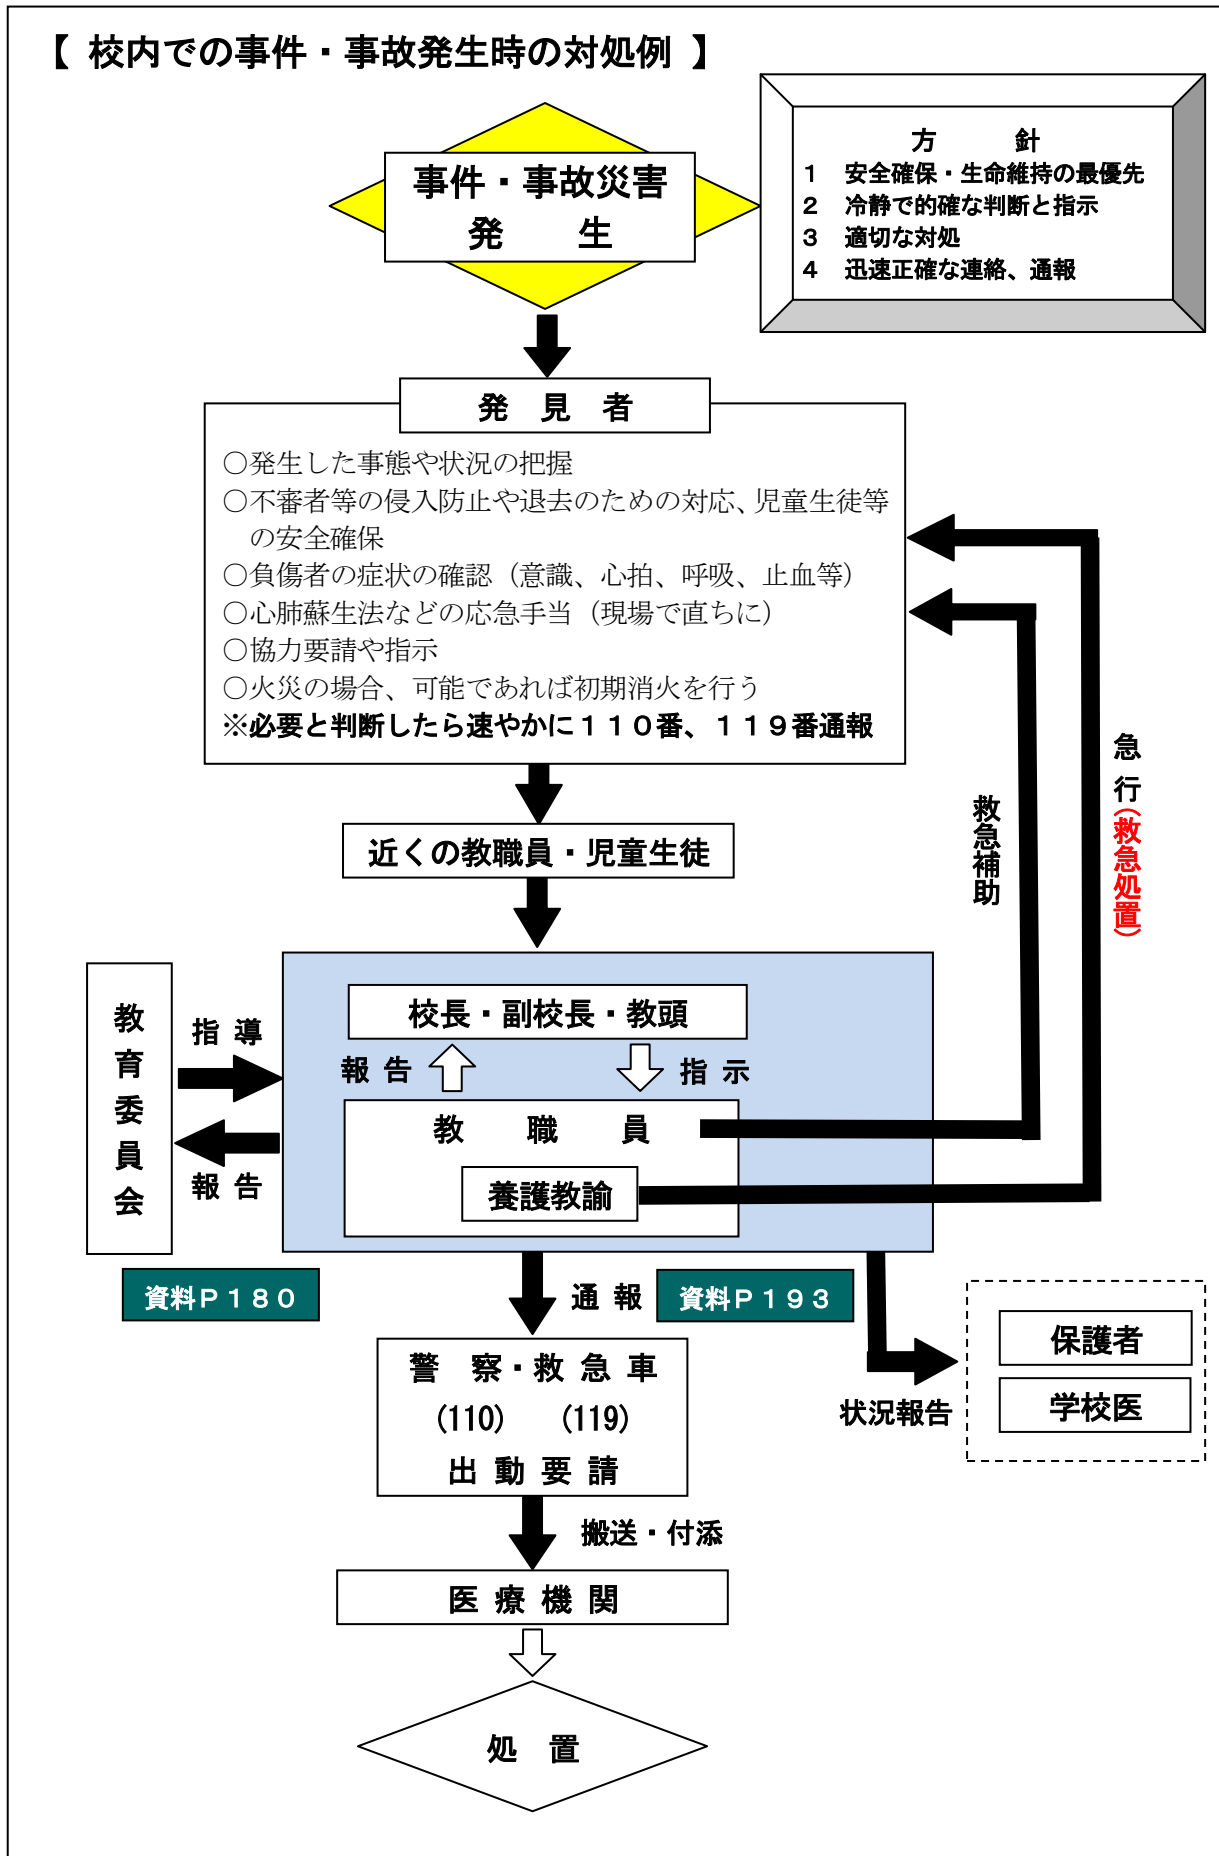 【 校内での事件・事故発生時の対処例 】
事件・事故災害
発　生
方　針
１　安全確保・生命維持の最優先
２　冷静で的確な判断と指示
３　適切な対処
４　迅速正確な連絡、通報
発　見　者
○発生した事態や状況の把握
○不審者等の侵入防止や退去のための対応、児童生徒等
の安全確保
○負傷者の症状の確認（意識、心拍、呼吸、止血等）
○心肺蘇生法などの応急手当（現場で直ちに）
○協力要請や指示
○火災の場合、可能であれば初期消火を行う
※必要と判断したら速やかに１１０番、１１９番通報
急 行(救急処置)
救急補助
近くの教職員・児童生徒
教育委員会
指 導
報 告
校長・副校長・教頭
報 告
指 示
教　職　員
養護教諭
資料Ｐ１８０
通 報
資料Ｐ１９３
警 察・救 急 車
(110)　(119)
出 動 要 請
状況報告
保護者
学校医
搬送・付添
医 療 機 関
処　置